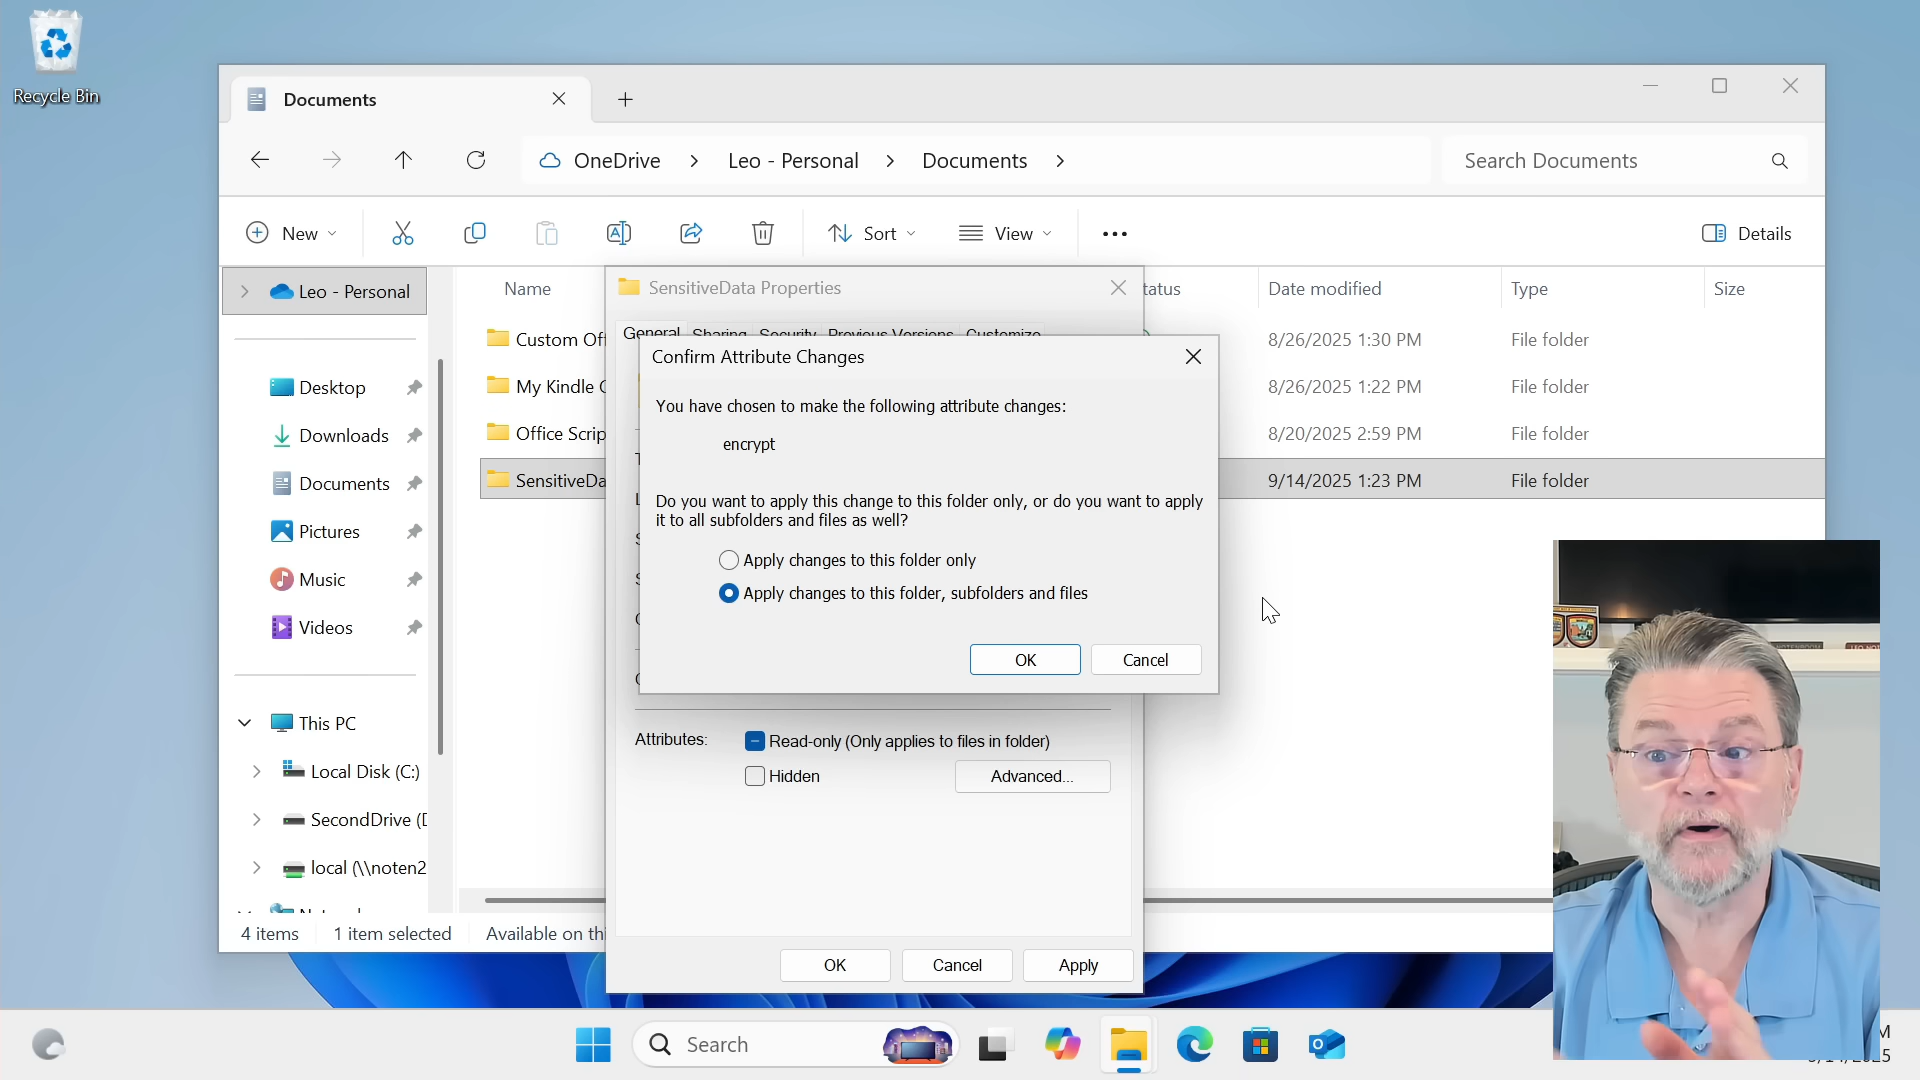 Recycle Bin
Documents
OneDrive > Leo - Personal > Documents >
Search Documents
New
Sort
View
Details
Leo - Personal
Desktop
Downloads
Documents
Pictures
Music
Videos
This PC
Local Disk (C:)
SecondDrive (
local (\\noten2
Name
tatus
Date modified
Type
Size
Custom Of
8/26/2025 1:30 PM
File folder
My Kindle
8/26/2025 1:22 PM
File folder
Office Scrip
8/20/2025 2:59 PM
File folder
SensitiveDa
9/14/2025 1:23 PM
File folder
SensitiveData Properties
General Sharing Security Previous Versions Customize
Confirm Attribute Changes
You have chosen to make the following attribute changes:
encrypt
Do you want to apply this change to this folder only, or do you want to apply
it to all subfolders and files as well?
Apply changes to this folder only
Apply changes to this folder, subfolders and files
OK
Cancel
Attributes:
Read-only (Only applies to files in folder)
Hidden
Advanced...
OK
Cancel
Apply
4 items
1 item selected
Available on thi
Search